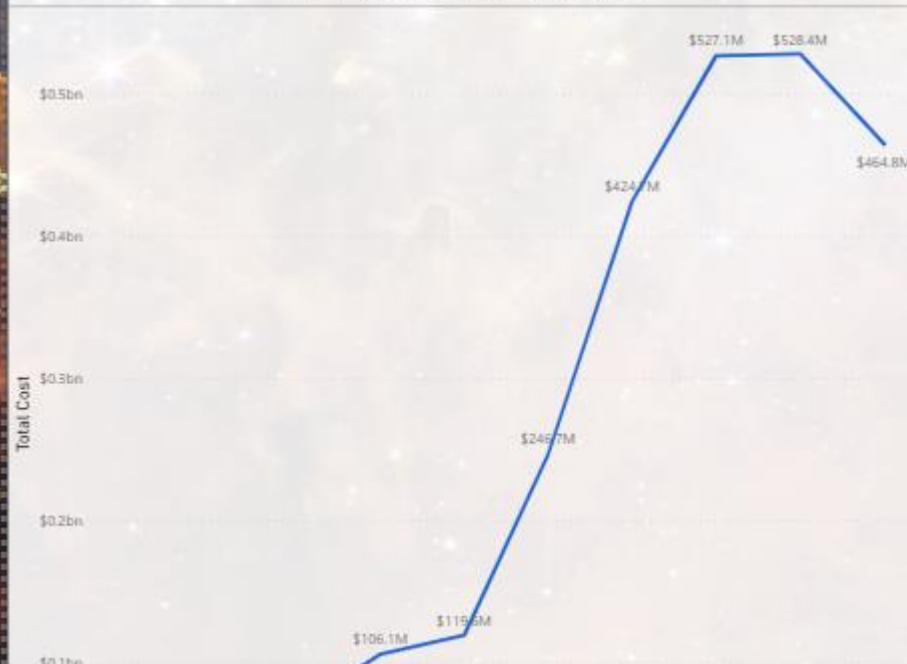 $527.1M $528.4M
$0.5bn
$464.8M
$424.7M
$0.4bn
$0.3bn
Total Cost
$246.7M
$0.2bn
$119.6M
$106.1M
$0.1bn